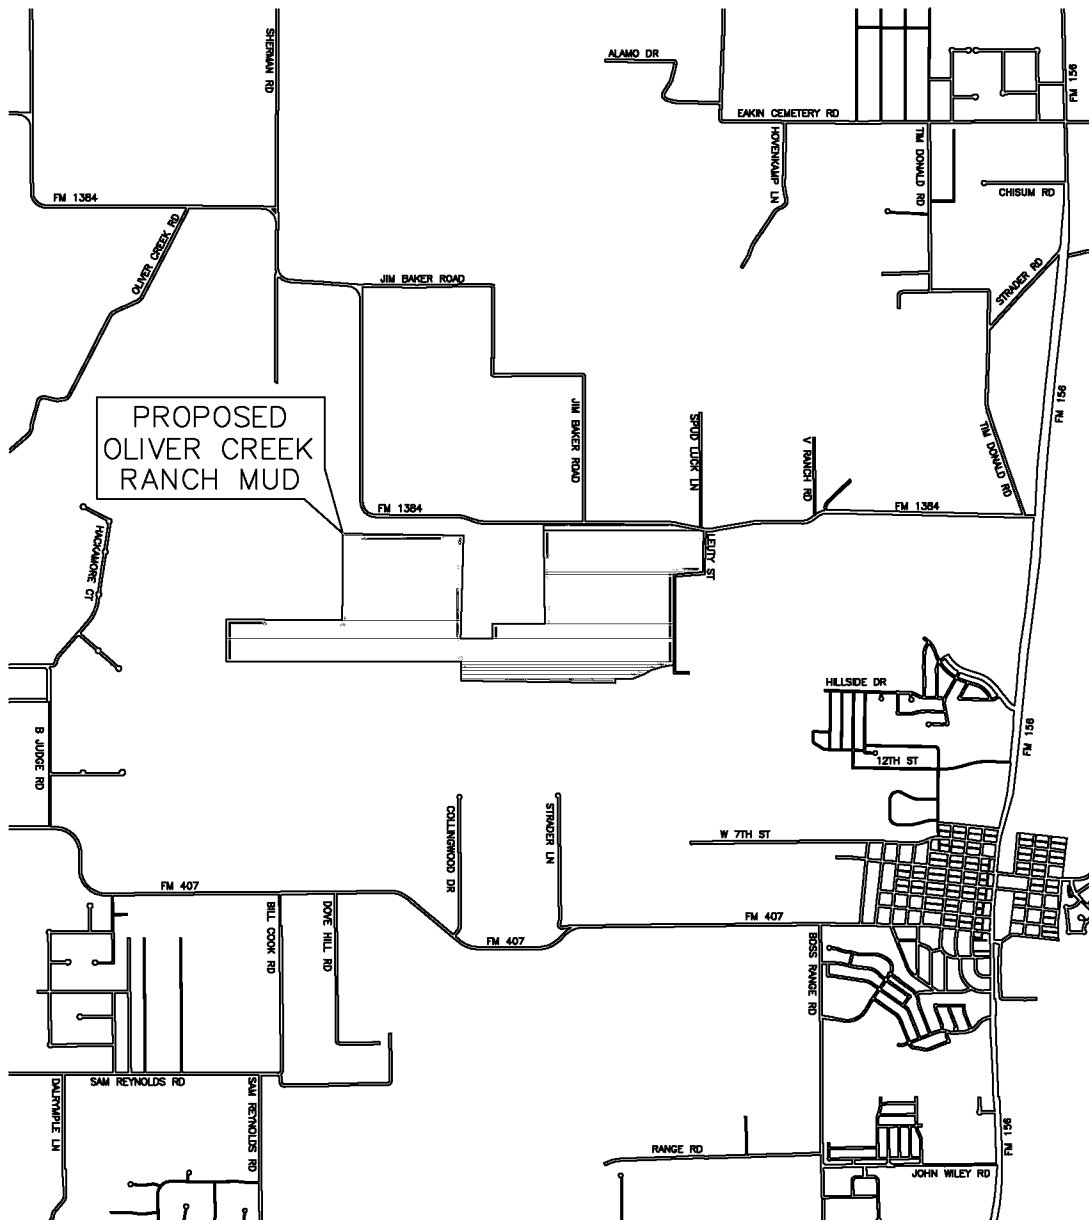 SHERMAN RD
ALAMO DR
FM 156
EAKIN CEMETERY RD
HOVENKAMP LN
TIM DONALD RD
CHISUM RD
FM 1384
OLIVER CREEK RD
STRADER RD
JIM BAKER ROAD
FM 156
PROPOSED
OLIVER CREEK
RANCH MUD
JIM BAKER ROAD
SPUD LUCK LN
V RANCH RD
TIM DONALD RD
FM 1384
FM 1384
HACKAMORE CT
LEUTY ST
HILLSIDE DR
B JUDGE RD
FM 156
12TH ST
COLLINGWOOD DR
STRADER LN
W 7TH ST
FM 407
BILL COOK RD
DOVE HILL RD
FM 407
FM 407
BOSS RANGE RD
SAM REYNOLDS RD
DALRYMPLE LN
SAM REYNOLDS RD
RANGE RD
FM 156
JOHN WILEY RD